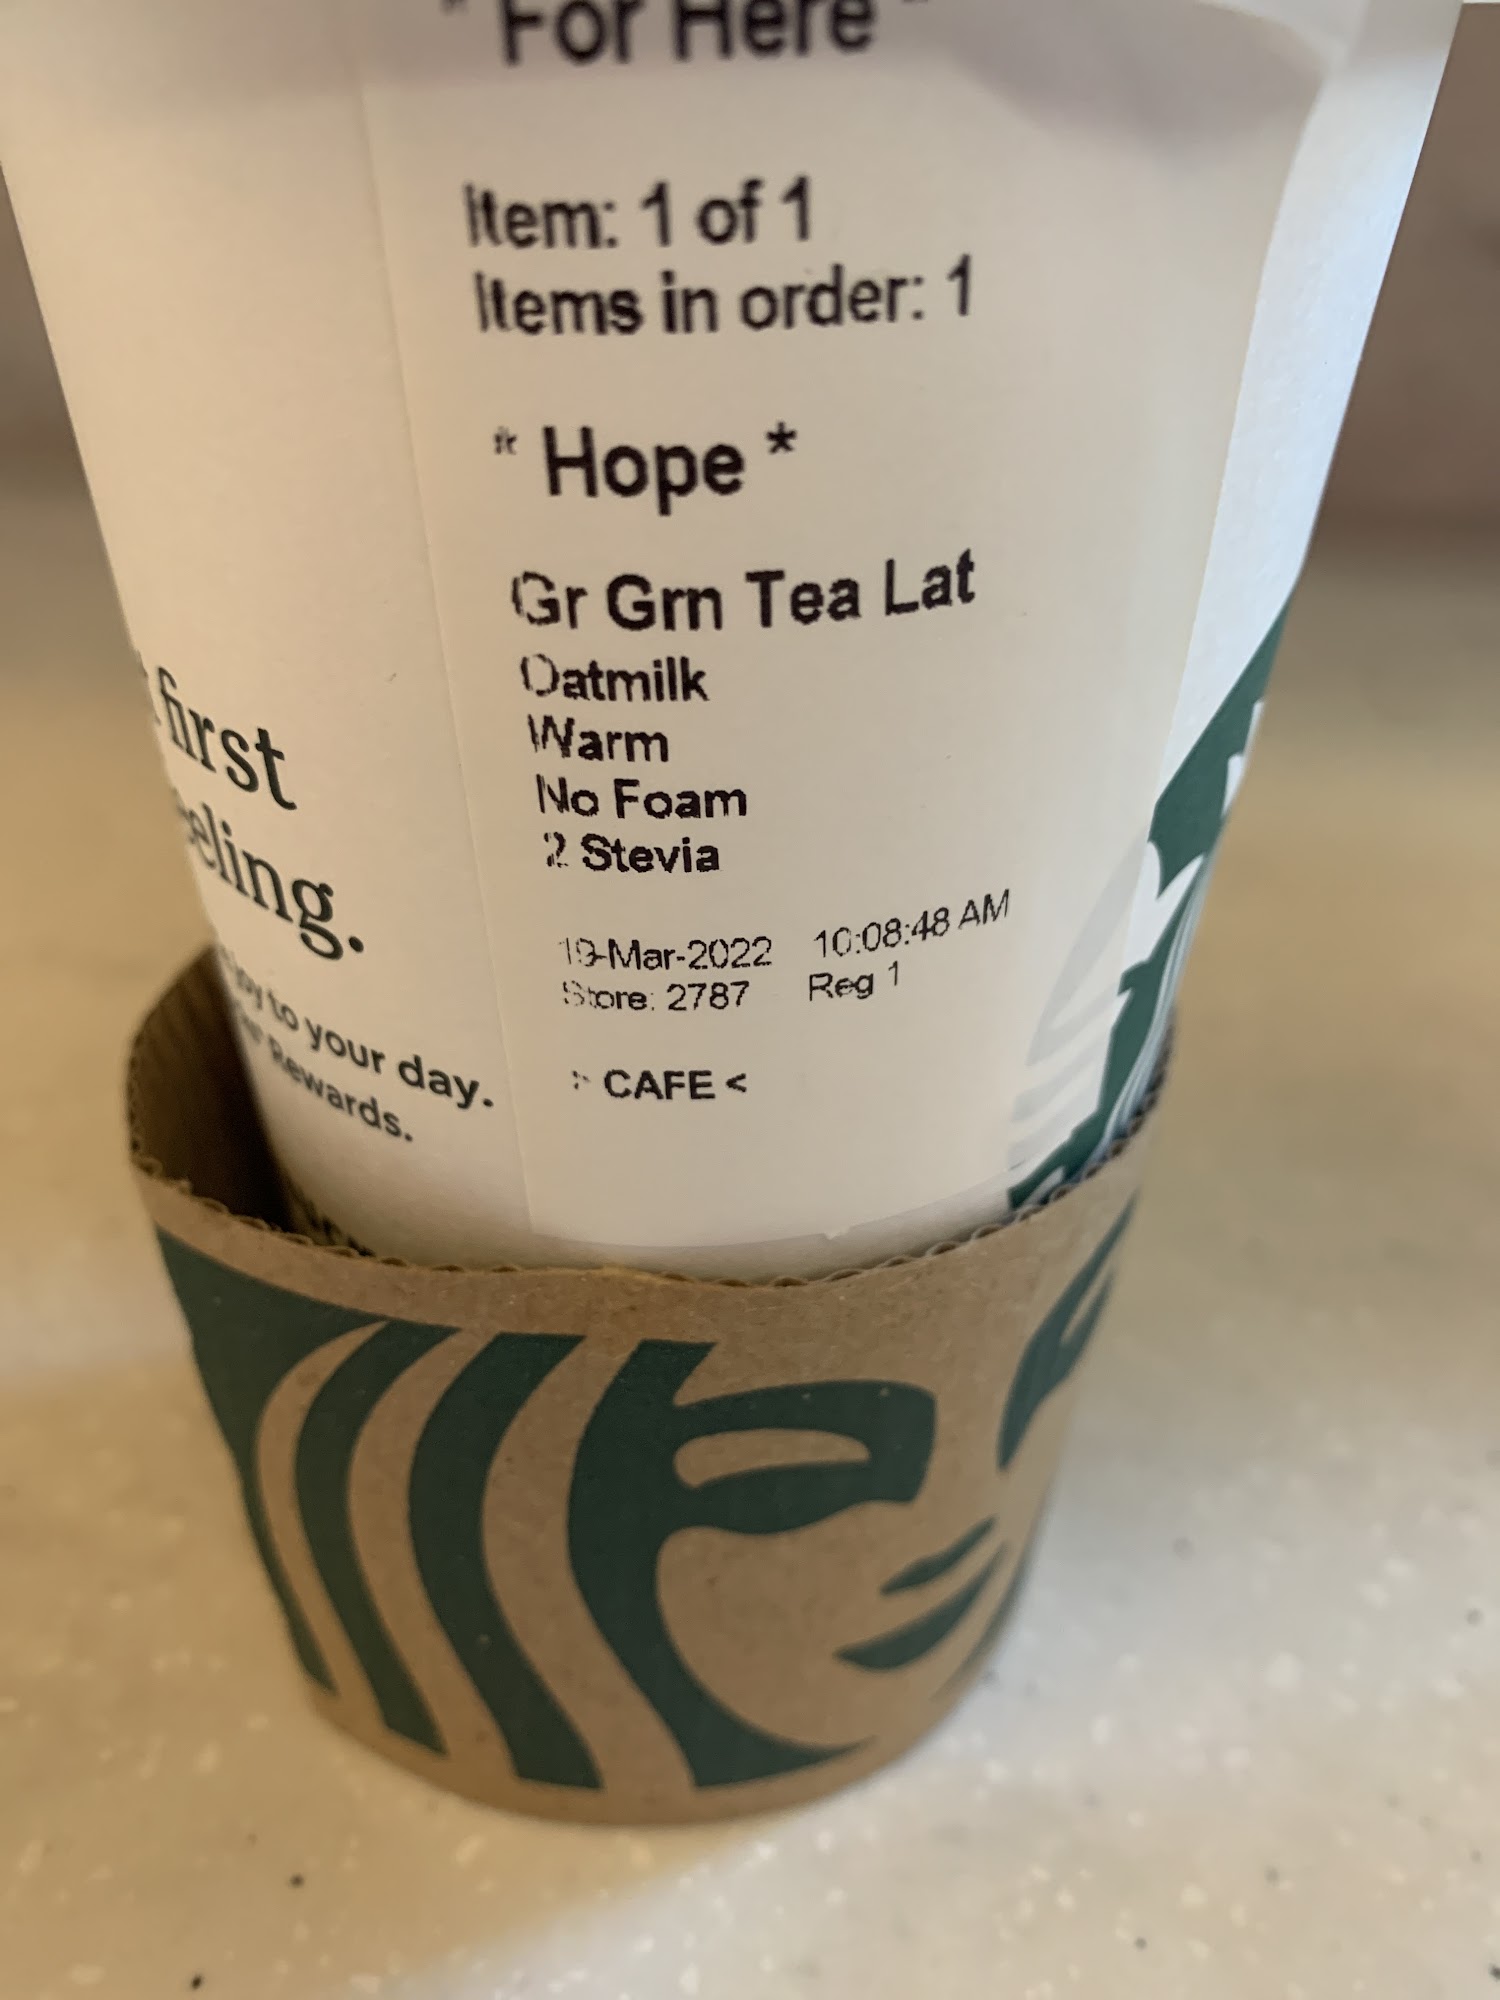 * For Here *
Item: 1 of 1
Items in order: 1
* Hope *
Gr Grn Tea Lat
Oatmilk
Warm
No Foam
2 Stevia
19-Mar-2022 10:08:48 AM
Store: 2787 Reg 1
> CAFE <
first
eeling.
joy to your day.
Rewards.